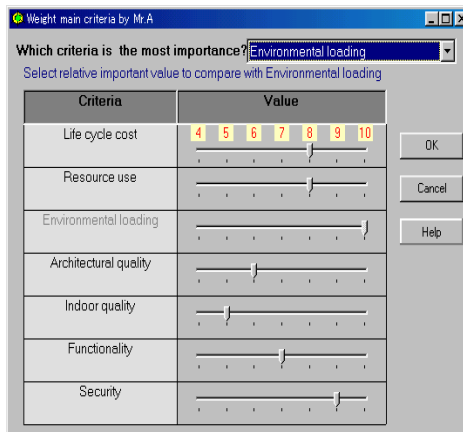 Weight main criteria by Mr.A
Which criteria is the most importance? Environmental loading
Select relative important value to compare with Environmental loading
Criteria Value
Life cycle cost 4 5 6 7 8 9 10
OK
Resource use
Cancel
Environmental loading
Help
Architectural quality
Indoor quality
Functionality
Security